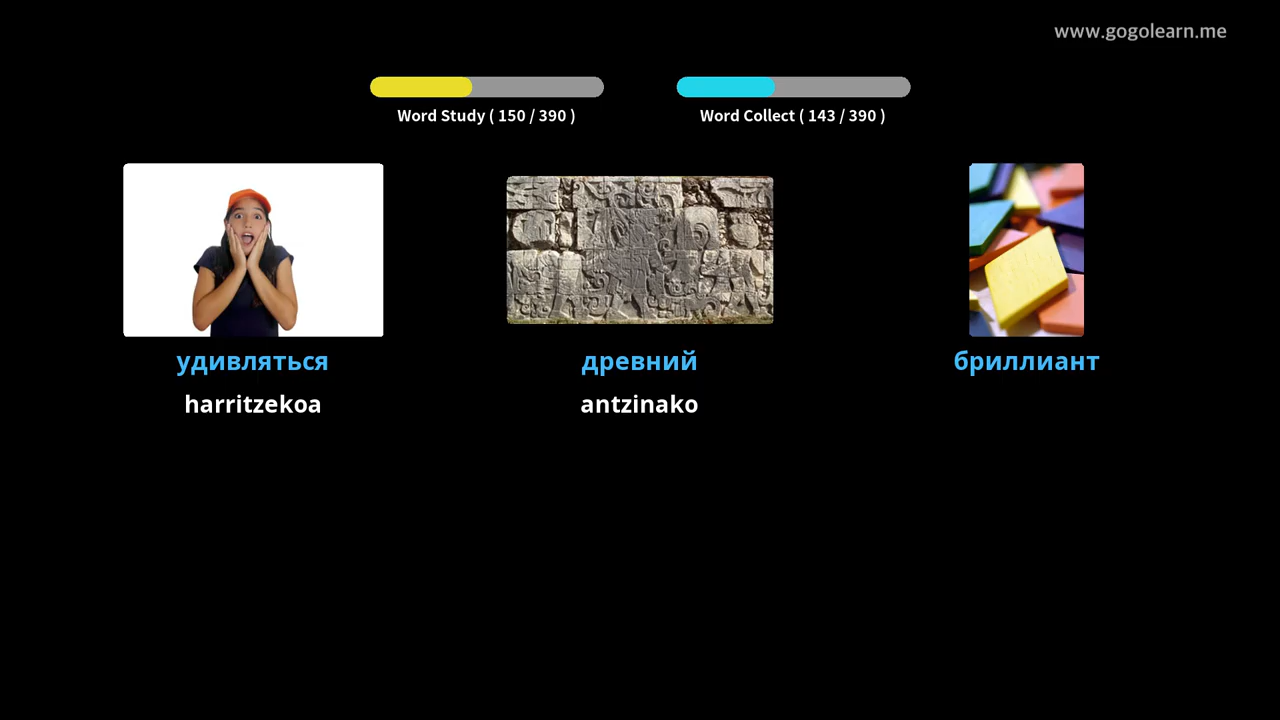 www.gogolearn.me
Word Study ( 150 / 390 )
Word Collect ( 143 / 390 )
удивляться
древний
бриллиант
harritzekoa
antzinako